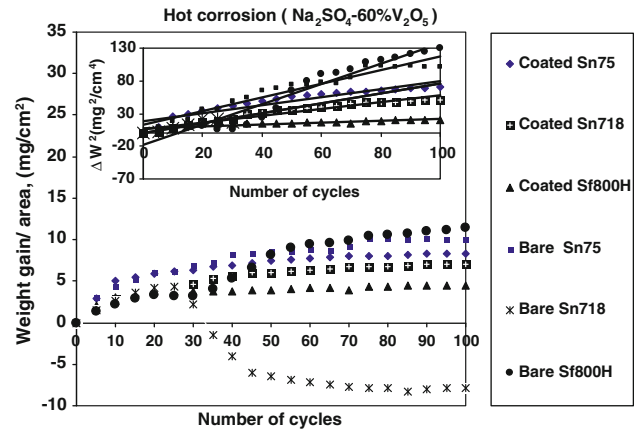 Hot corrosion ( Na₂SO₄-60%V₂O₅)
Weight gain/ area, (mg/cm²)
35
30
25
20
15
10
5
0
-5
-10
0 10 20 30 40 50 60 70 80 90 100
Number of cycles
Δ W²(mg²/cm⁴)
130
80
30
-20
-70
0 20 40 60 80 100
Number of cycles
Coated Sn75
Coated Sn718
Coated Sf800H
Bare Sn75
Bare Sn718
Bare Sf800H